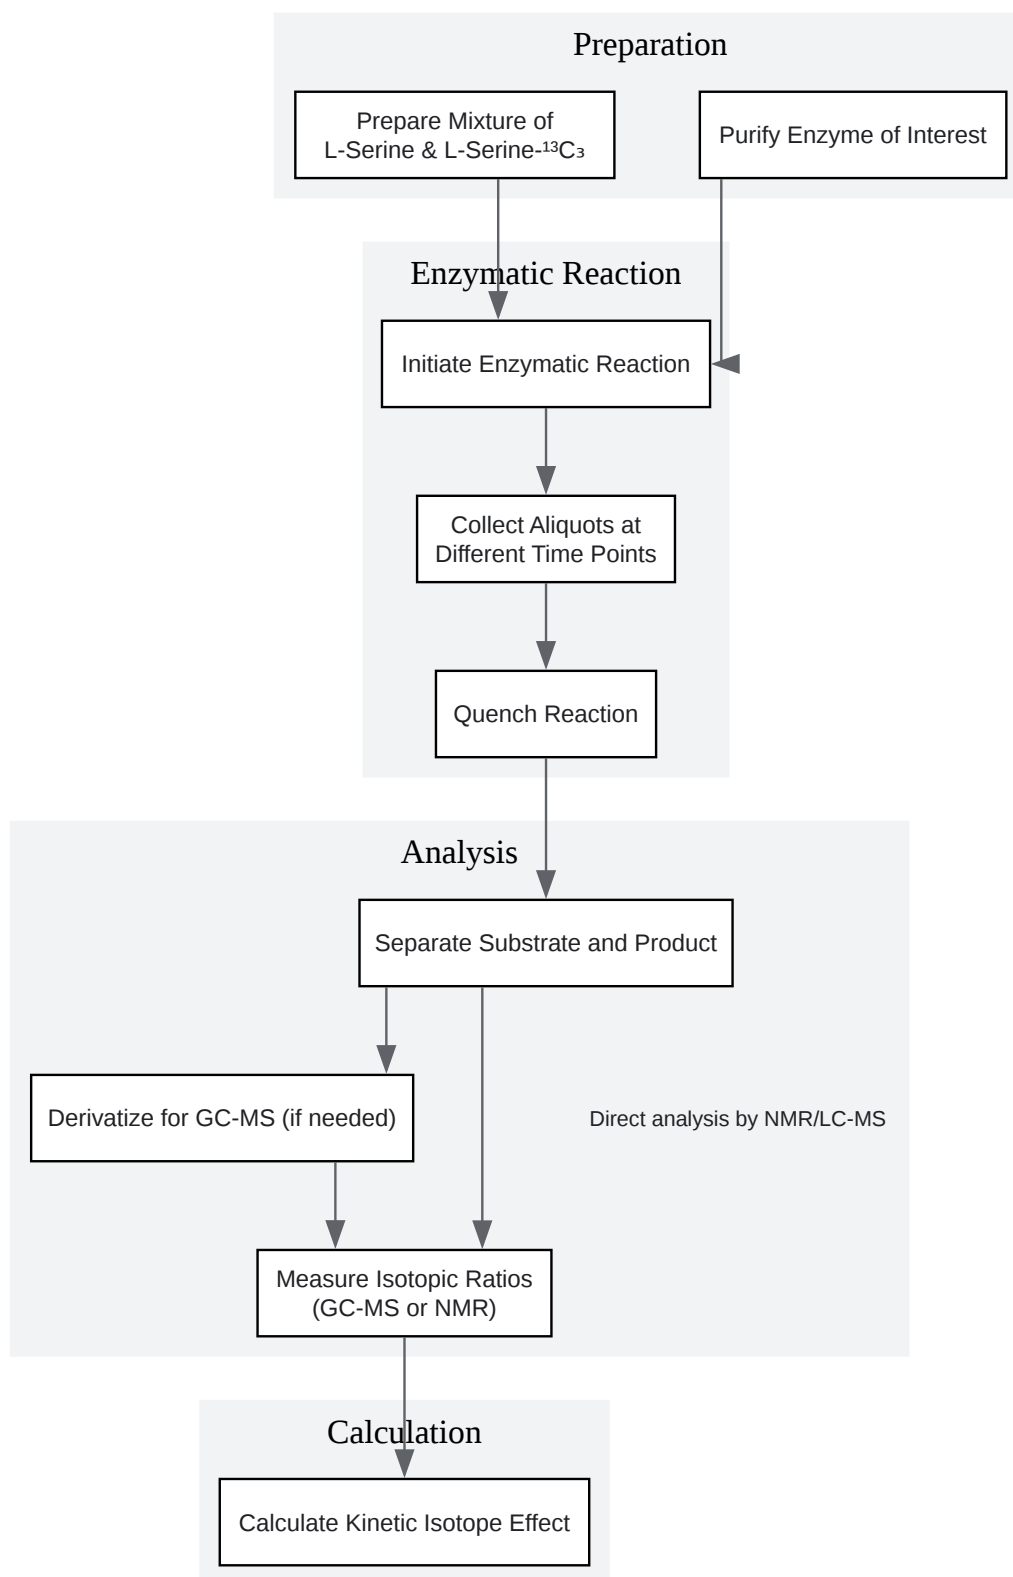 Preparation
Prepare Mixture of
L-Serine & L-Serine-¹³C₃
Purify Enzyme of Interest
Enzymatic Reaction
Initiate Enzymatic Reaction
Collect Aliquots at
Different Time Points
Quench Reaction
Analysis
Separate Substrate and Product
Derivatize for GC-MS (if needed)
Direct analysis by NMR/LC-MS
Measure Isotopic Ratios
(GC-MS or NMR)
Calculation
Calculate Kinetic Isotope Effect